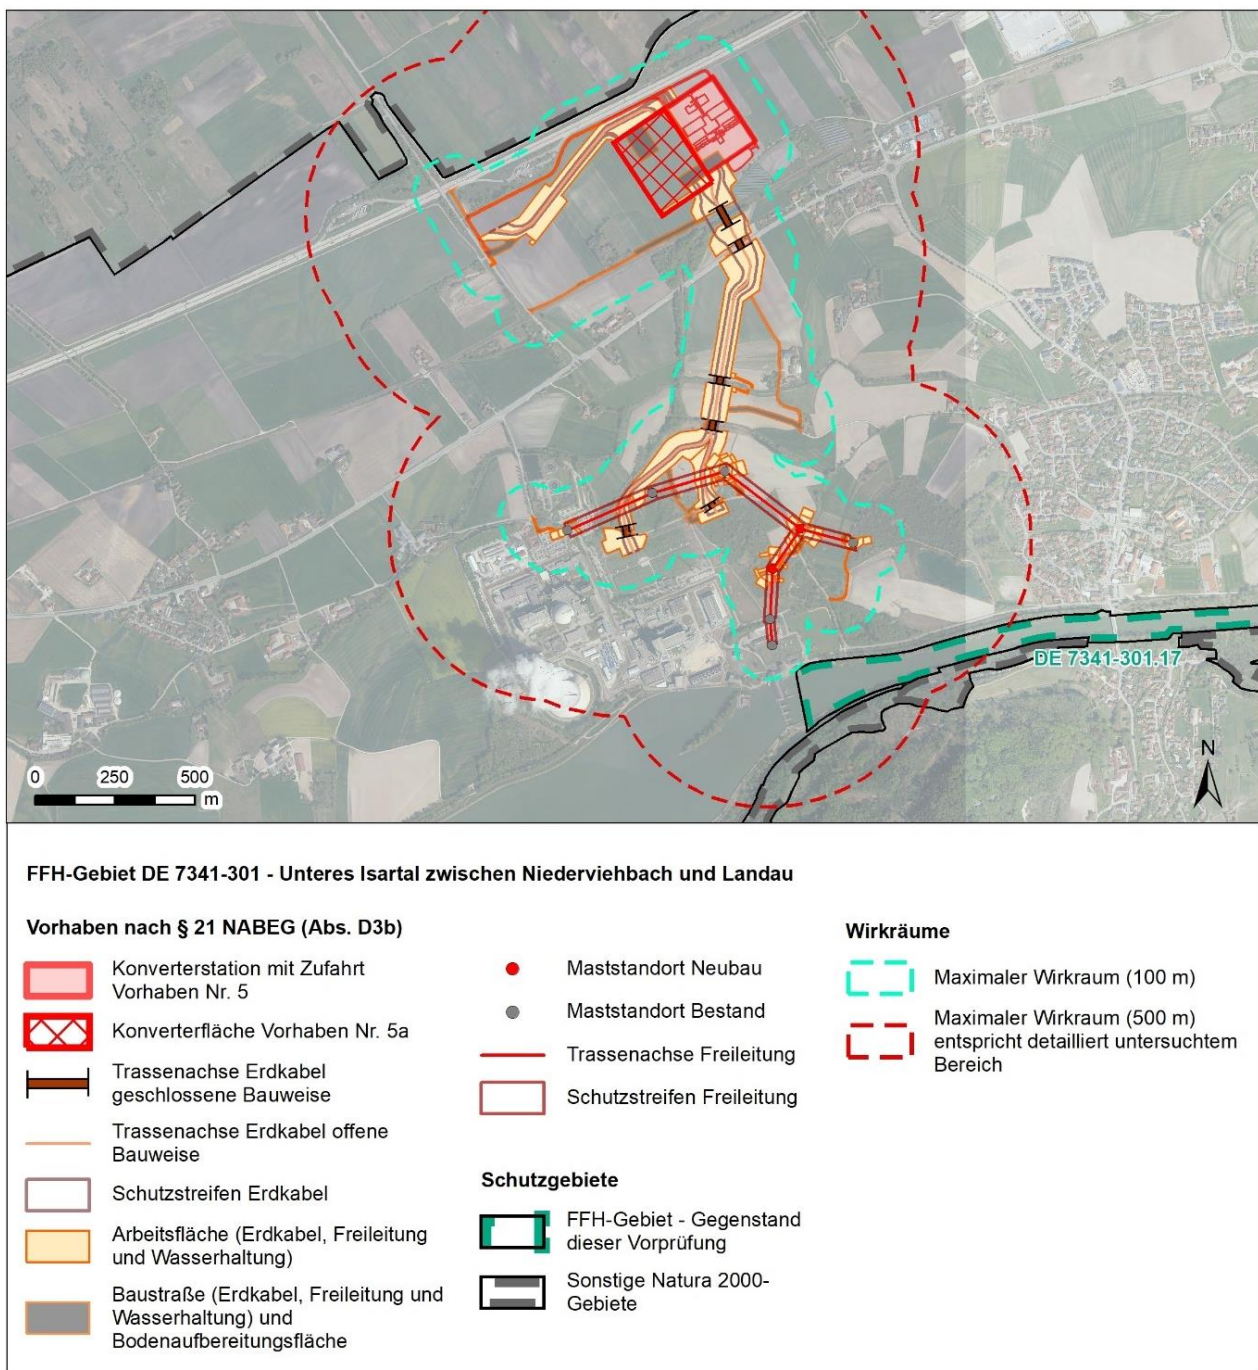 N
0 250 500
m
DE 7341-301.17
FFH-Gebiet DE 7341-301 - Unteres Isartal zwischen Niederviehbach und Landau
Vorhaben nach § 21 NABEG (Abs. D3b)
Konverterstation mit Zufahrt
Vorhaben Nr. 5
Konverterfläche Vorhaben Nr. 5a
Trassenachse Erdkabel
geschlossene Bauweise
Trassenachse Erdkabel offene
Bauweise
Schutzstreifen Erdkabel
Arbeitsfläche (Erdkabel, Freileitung
und Wasserhaltung)
Baustraße (Erdkabel, Freileitung und
Wasserhaltung) und
Bodenaufbereitungsfläche
Maststandort Neubau
Maststandort Bestand
Trassenachse Freileitung
Schutzstreifen Freileitung
Schutzgebiete
FFH-Gebiet - Gegenstand
dieser Vorprüfung
Sonstige Natura 2000-
Gebiete
Wirkräume
Maximaler Wirkraum (100 m)
Maximaler Wirkraum (500 m)
entspricht detailliert untersuchtem
Bereich